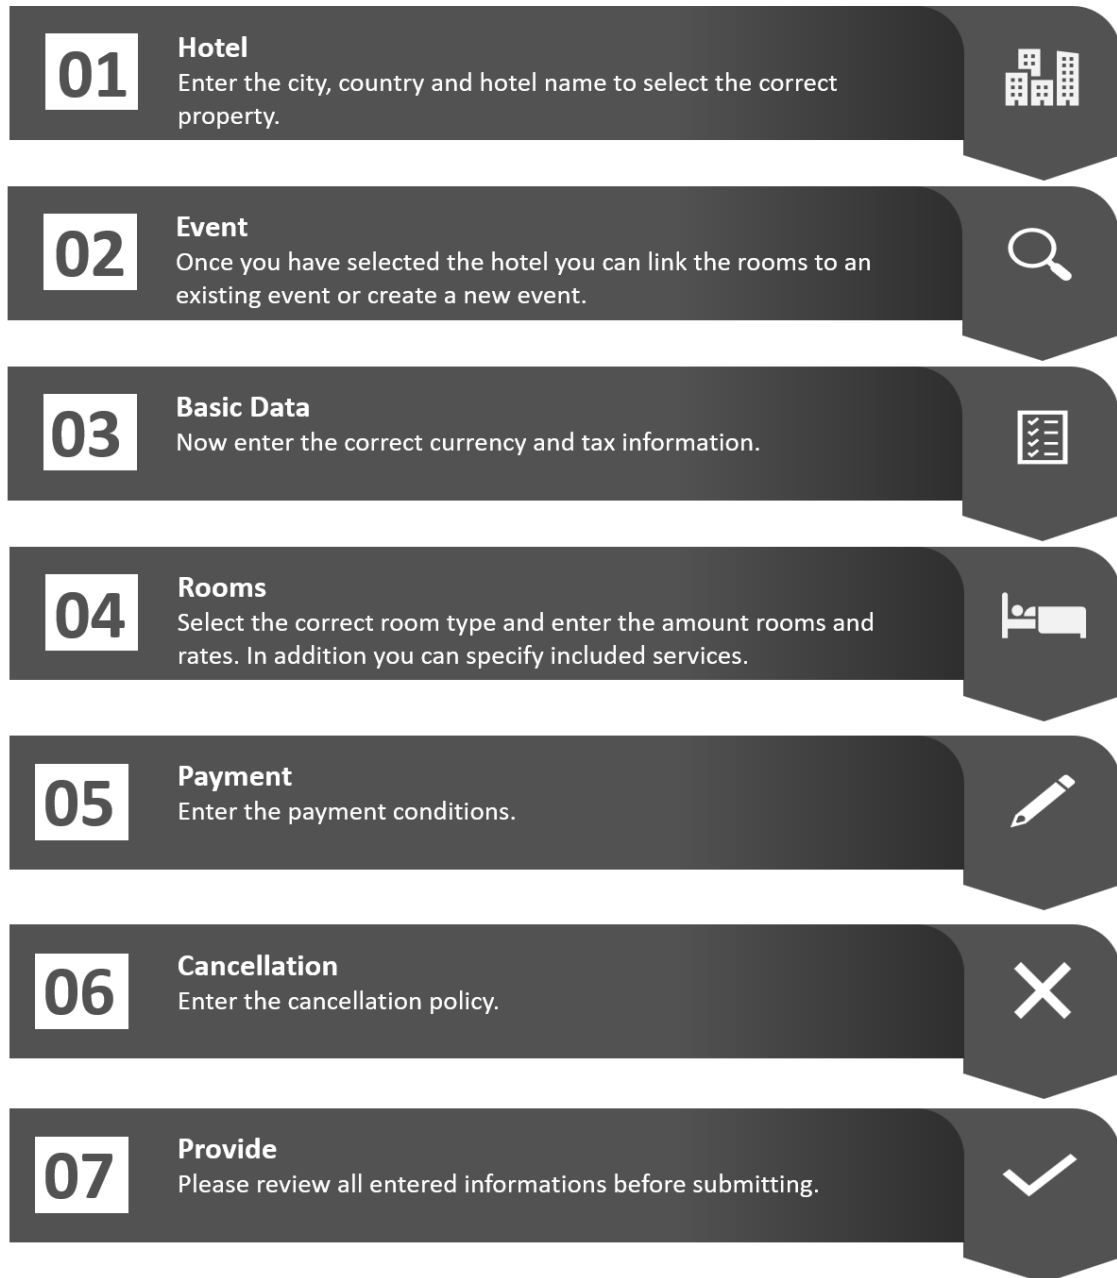 01
Hotel
Enter the city, country and hotel name to select the correct
property.
02
Event
Once you have selected the hotel you can link the rooms to an
existing event or create a new event.
03
Basic Data
Now enter the correct currency and tax information.
04
Rooms
Select the correct room type and enter the amount rooms and
rates. In addition you can specify included services.
05
Payment
Enter the payment conditions.
06
Cancellation
Enter the cancellation policy.
07
Provide
Please review all entered informations before submitting.